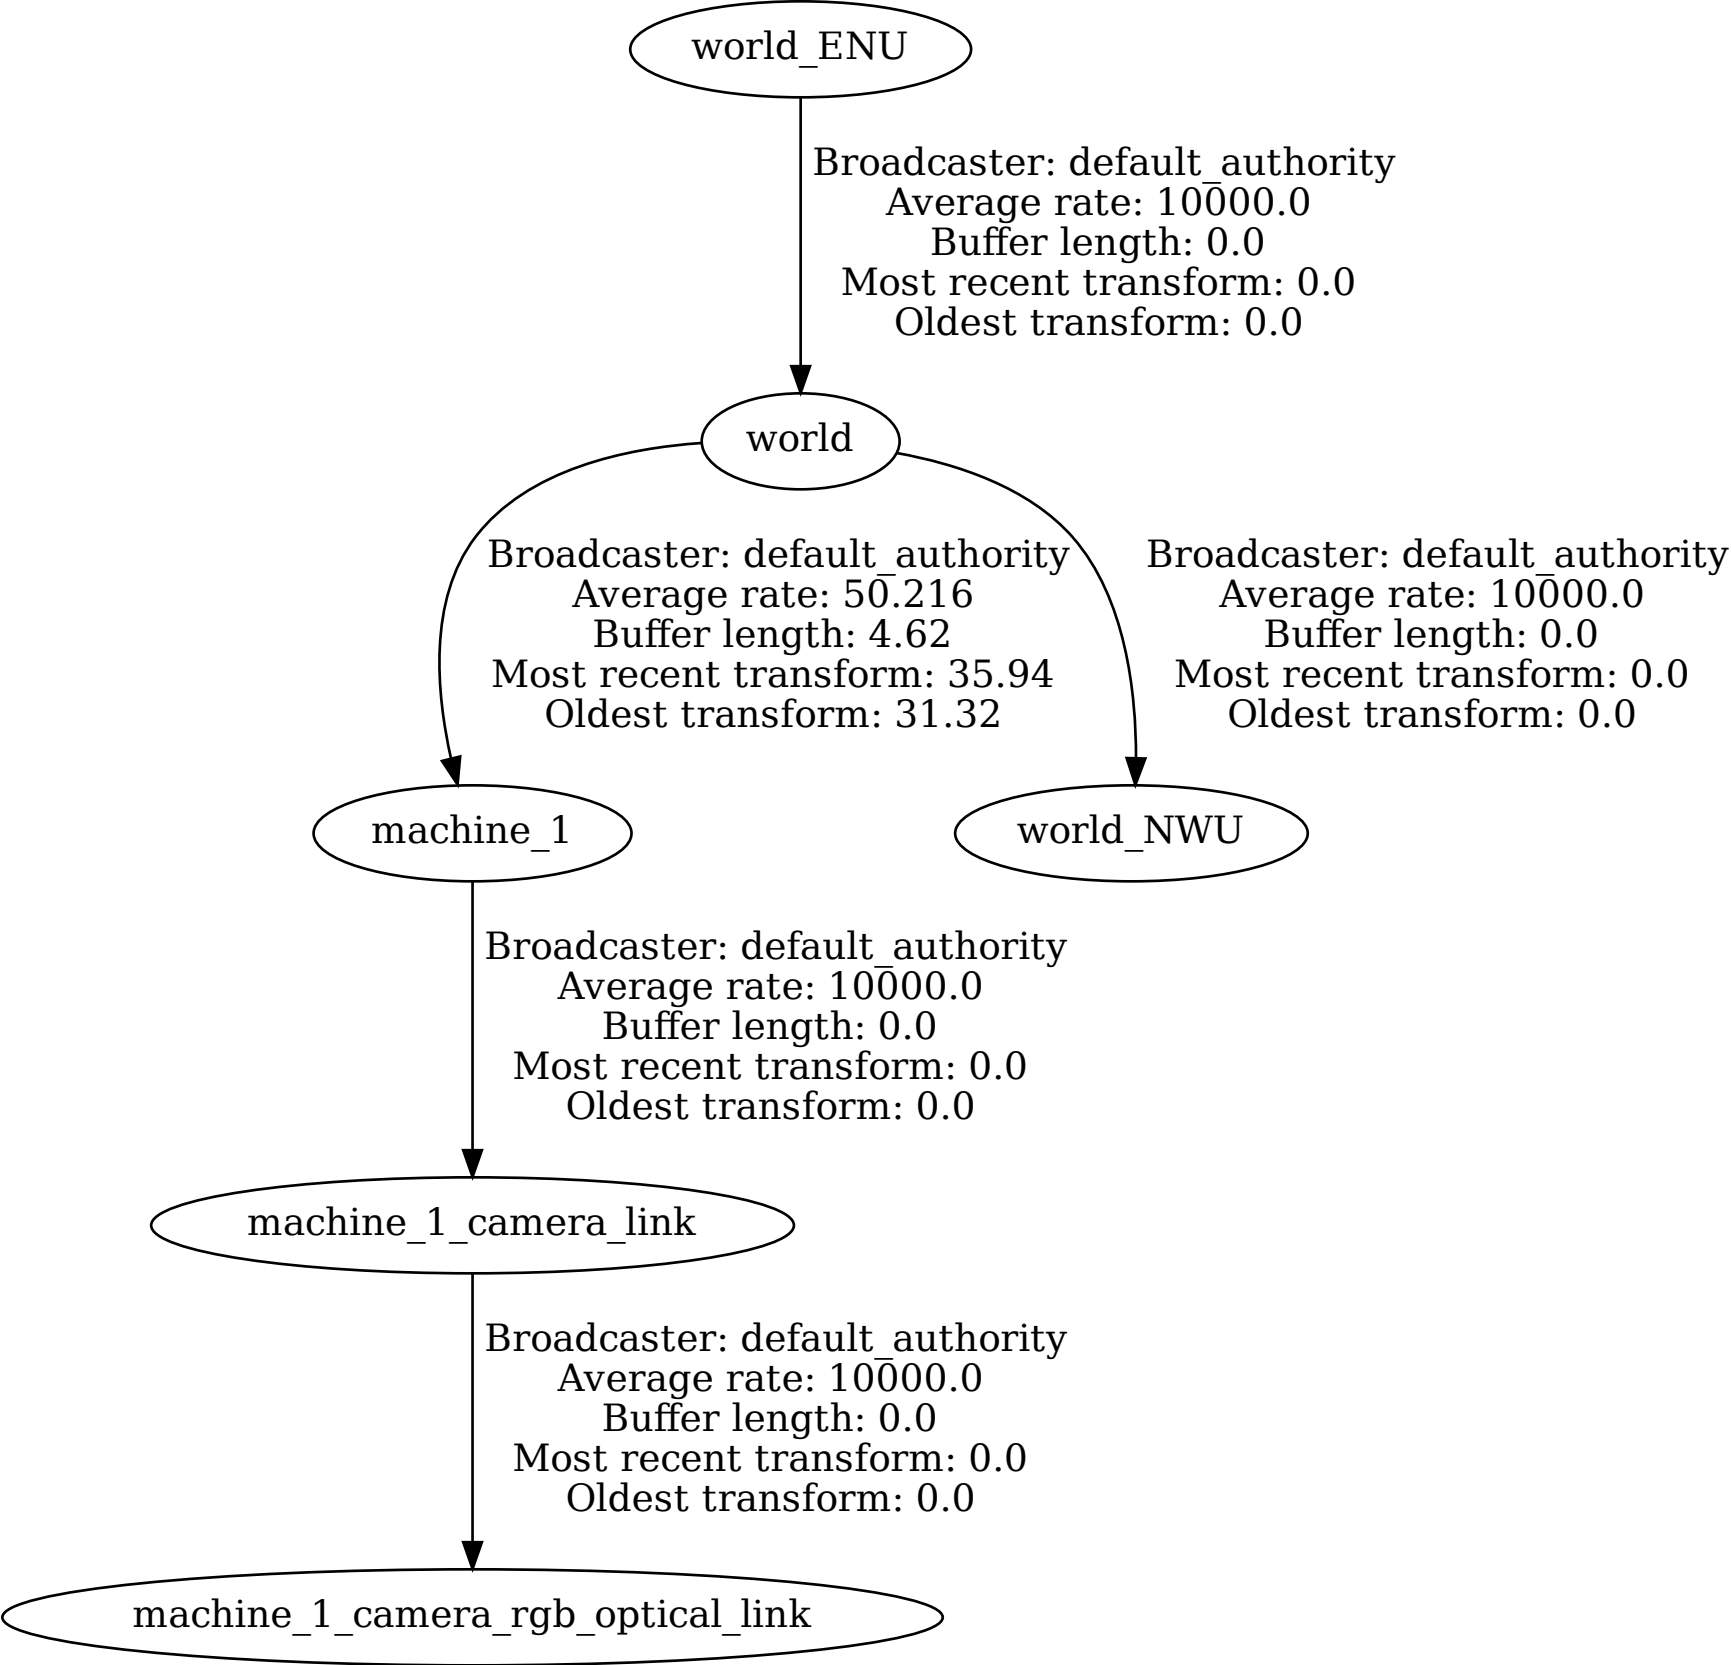 world_ENU
Broadcaster: default_authority
Average rate: 10000.0
Buffer length: 0.0
Most recent transform: 0.0
Oldest transform: 0.0
world
Broadcaster: default_authority
Average rate: 50.216
Buffer length: 4.62
Most recent transform: 35.94
Oldest transform: 31.32
Broadcaster: default_authority
Average rate: 10000.0
Buffer length: 0.0
Most recent transform: 0.0
Oldest transform: 0.0
machine_1
world_NWU
Broadcaster: default_authority
Average rate: 10000.0
Buffer length: 0.0
Most recent transform: 0.0
Oldest transform: 0.0
machine_1_camera_link
Broadcaster: default_authority
Average rate: 10000.0
Buffer length: 0.0
Most recent transform: 0.0
Oldest transform: 0.0
machine_1_camera_rgb_optical_link